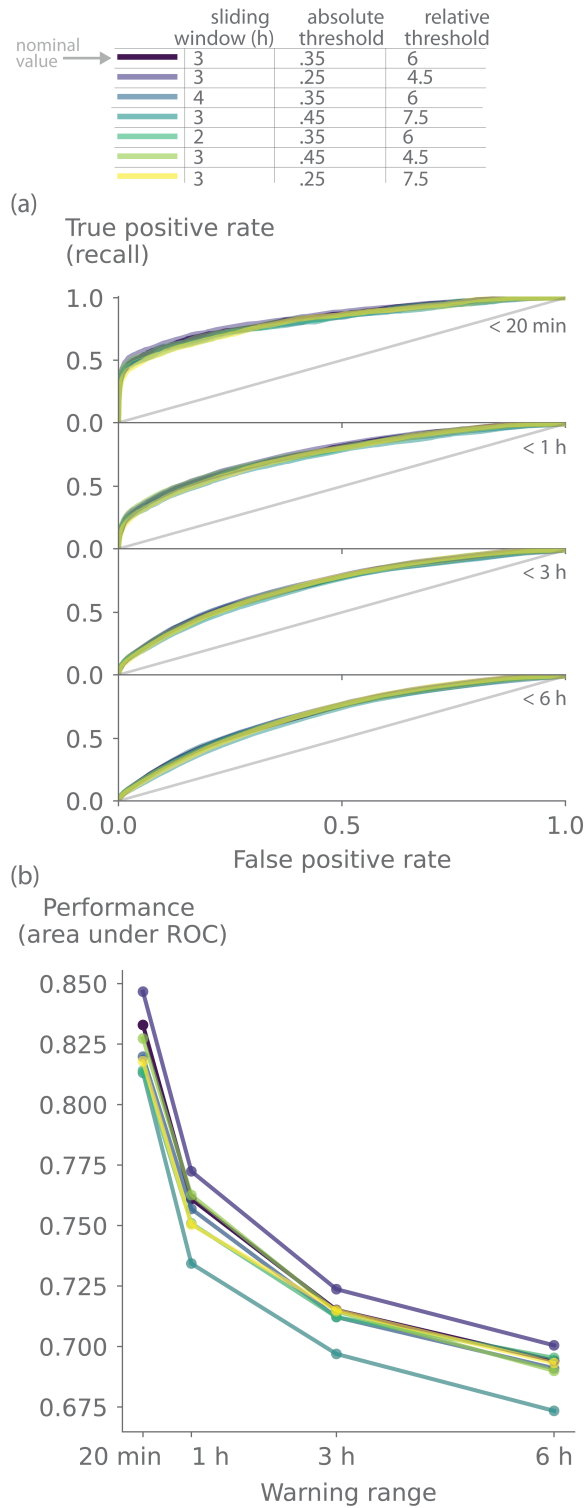 sliding absolute relative
window (h) threshold threshold
nominal
value
3 .35 6
3 .25 4.5
4 .35 6
3 .45 7.5
2 .35 6
3 .45 4.5
3 .25 7.5
(a)
True positive rate
(recall)
1.0
< 20 min
0.5
0.0
< 1 h
0.5
0.0
< 3 h
0.5
0.0
< 6 h
0.5
0.0
0.0 0.5 1.0
False positive rate
(b)
Performance
(area under ROC)
0.850
0.825
0.800
0.775
0.750
0.725
0.700
0.675
20 min 1 h 3 h 6 h
Warning range